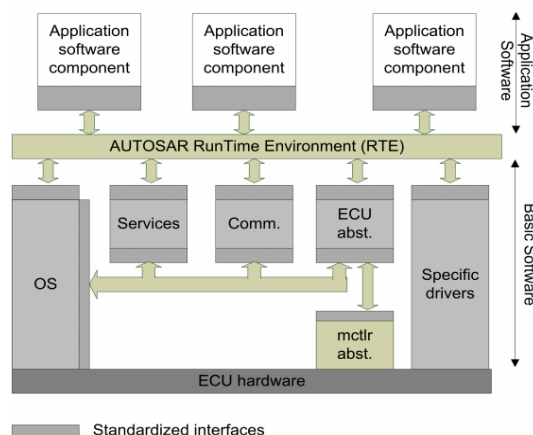 Application
software
component
Application
software
component
Application
software
component
Application
Software
AUTOSAR RunTime Environment (RTE)
Services
Comm.
ECU
abst.
OS
Specific
drivers
Basic Software
mctlr
abst.
ECU hardware
Standardized interfaces